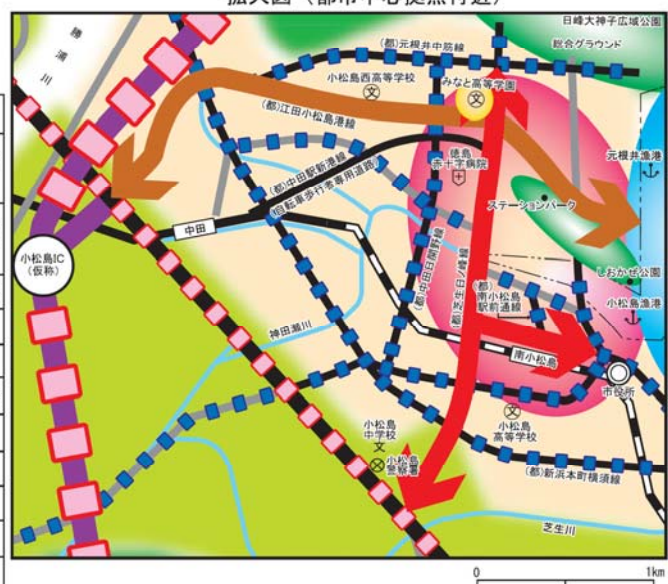 拡大図（都市中心拠点付近）
日峰大神子広域公園
総合グラウンド
勝浦川
(都)元根井中筋線
小松島西高等学校
みなと高等学園
(都)江田小松島港線
元根井漁港
徳島
赤十字病院
(都)中田駅新港線
(自転車歩行者専用道路)
ステーションパーク
中田
小松島IC
(仮称)
(都)中田日開野線
(都)芝生日ノ峰線
(都)
南小松島
駅前通線
しおかぜ公園
小松島漁港
神田瀬川
南小松島
市役所
小松島
中学校
小松島
高等学校
小松島
警察署
(都)新浜本町横須線
芝生川
0
1km